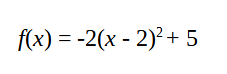 f(x) = -2(x - 2)² + 5